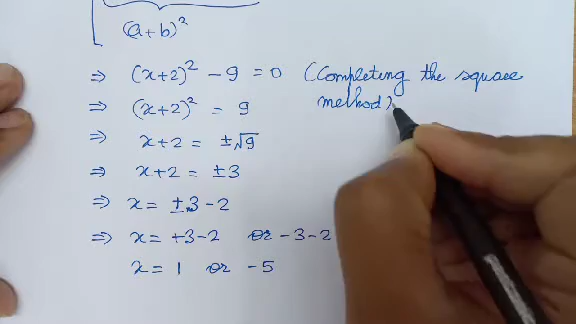 (a+b)²
⇒ (x+2)² - 9 = 0 (Completing the square
⇒ (x+2)² = 9 method)
⇒ x+2 = ±√9
⇒ x+2 = ±3
⇒ x = ±3-2
⇒ x = +3-2 or -3-2
x = 1 or -5